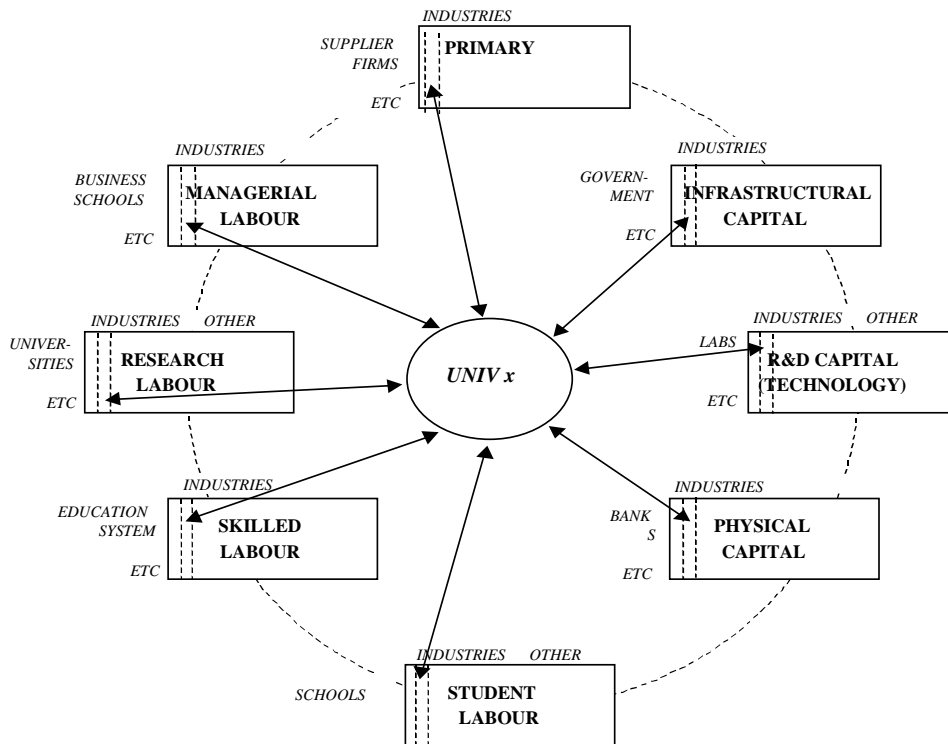 INDUSTRIES
SUPPLIER
FIRMS
PRIMARY
ETC
INDUSTRIES
BUSINESS
SCHOOLS
MANAGERIAL
LABOUR
ETC
INDUSTRIES
GOVERN-
MENT
INFRASTRUCTURAL
CAPITAL
ETC
INDUSTRIES OTHER
UNIVER-
SITIES
RESEARCH
LABOUR
ETC
UNIV x
INDUSTRIES OTHER
LABS
R&D CAPITAL
(TECHNOLOGY)
ETC
INDUSTRIES
EDUCATION
SYSTEM
SKILLED
LABOUR
ETC
INDUSTRIES
BANK
S
PHYSICAL
CAPITAL
ETC
INDUSTRIES OTHER
SCHOOLS
STUDENT
LABOUR